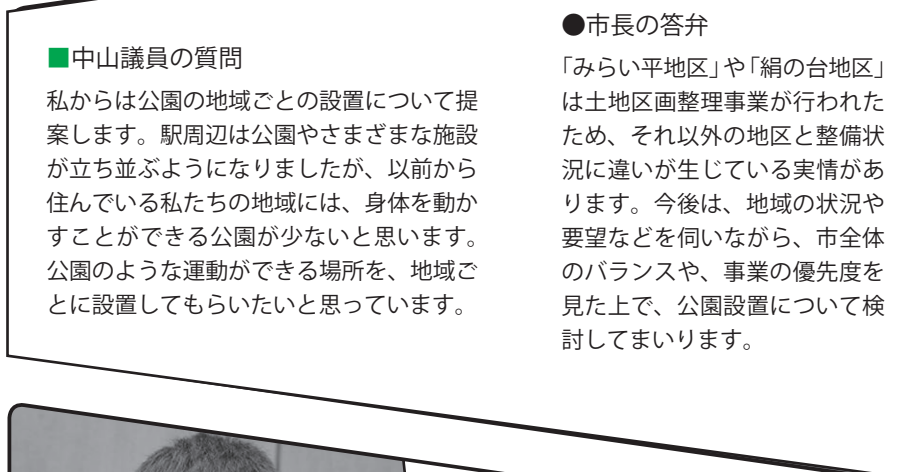 ■中山議員の質問
私からは公園の地域ごとの設置について提
案します。駅周辺は公園やさまざまな施設
が立ち並ぶようになりましたが、以前から
住んでいる私たちの地域には、身体を動か
すことができる公園が少ないと思います。
公園のような運動ができる場所を、地域ご
とに設置してもらいたいと思っています。
●市長の答弁
「みらい平地区」や「絹の台地区」
は土地区画整理事業が行われた
ため、それ以外の地区と整備状
況に違いが生じている実情があ
ります。今後は、地域の状況や
要望などを伺いながら、市全体
のバランスや、事業の優先度を
見た上で、公園設置について検
討してまいります。